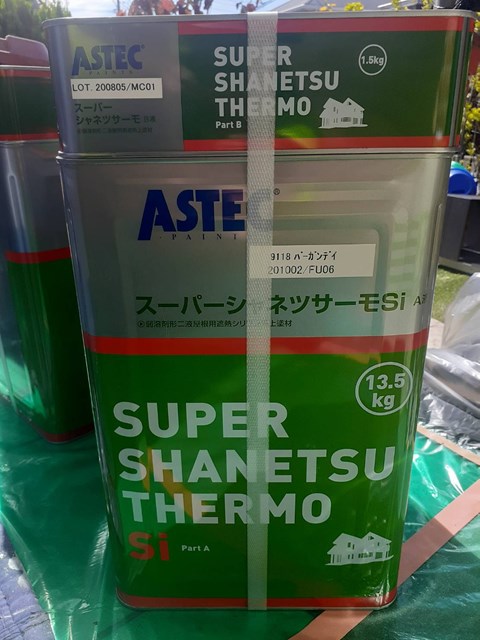 ASTEC
PAINTS
LOT. 200805/MC01
スーパー
シャネツサーモ
SUPER
SHANETSU
THERMO
Part B
1.5kg
ASTEC
PAINTS
9118 バーガンデイ
201002/FU06
スーパーシャネツサーモSi A
13.5
kg
SUPER
SHANETSU
THERMO
Si Part A